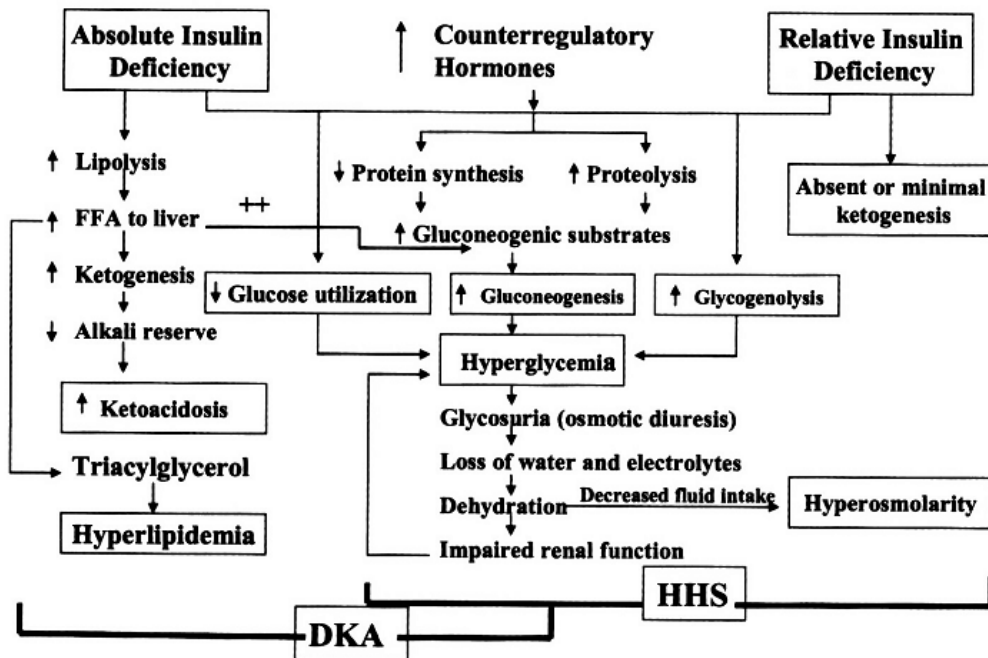 Absolute Insulin
Deficiency
↑ Counterregulatory
Hormones
Relative Insulin
Deficiency
↑ Lipolysis
↓ Protein synthesis
↑ Proteolysis
Absent or minimal
ketogenesis
↑ FFA to liver
++
↑ Gluconeogenic substrates
↑ Ketogenesis
↓ Glucose utilization
↑ Gluconeogenesis
↑ Glycogenolysis
↓ Alkali reserve
Hyperglycemia
↑ Ketoacidosis
Glycosuria (osmotic diuresis)
Triacylglycerol
Loss of water and electrolytes
Dehydration
Decreased fluid intake
Hyperosmolarity
Hyperlipidemia
Impaired renal function
HHS
DKA